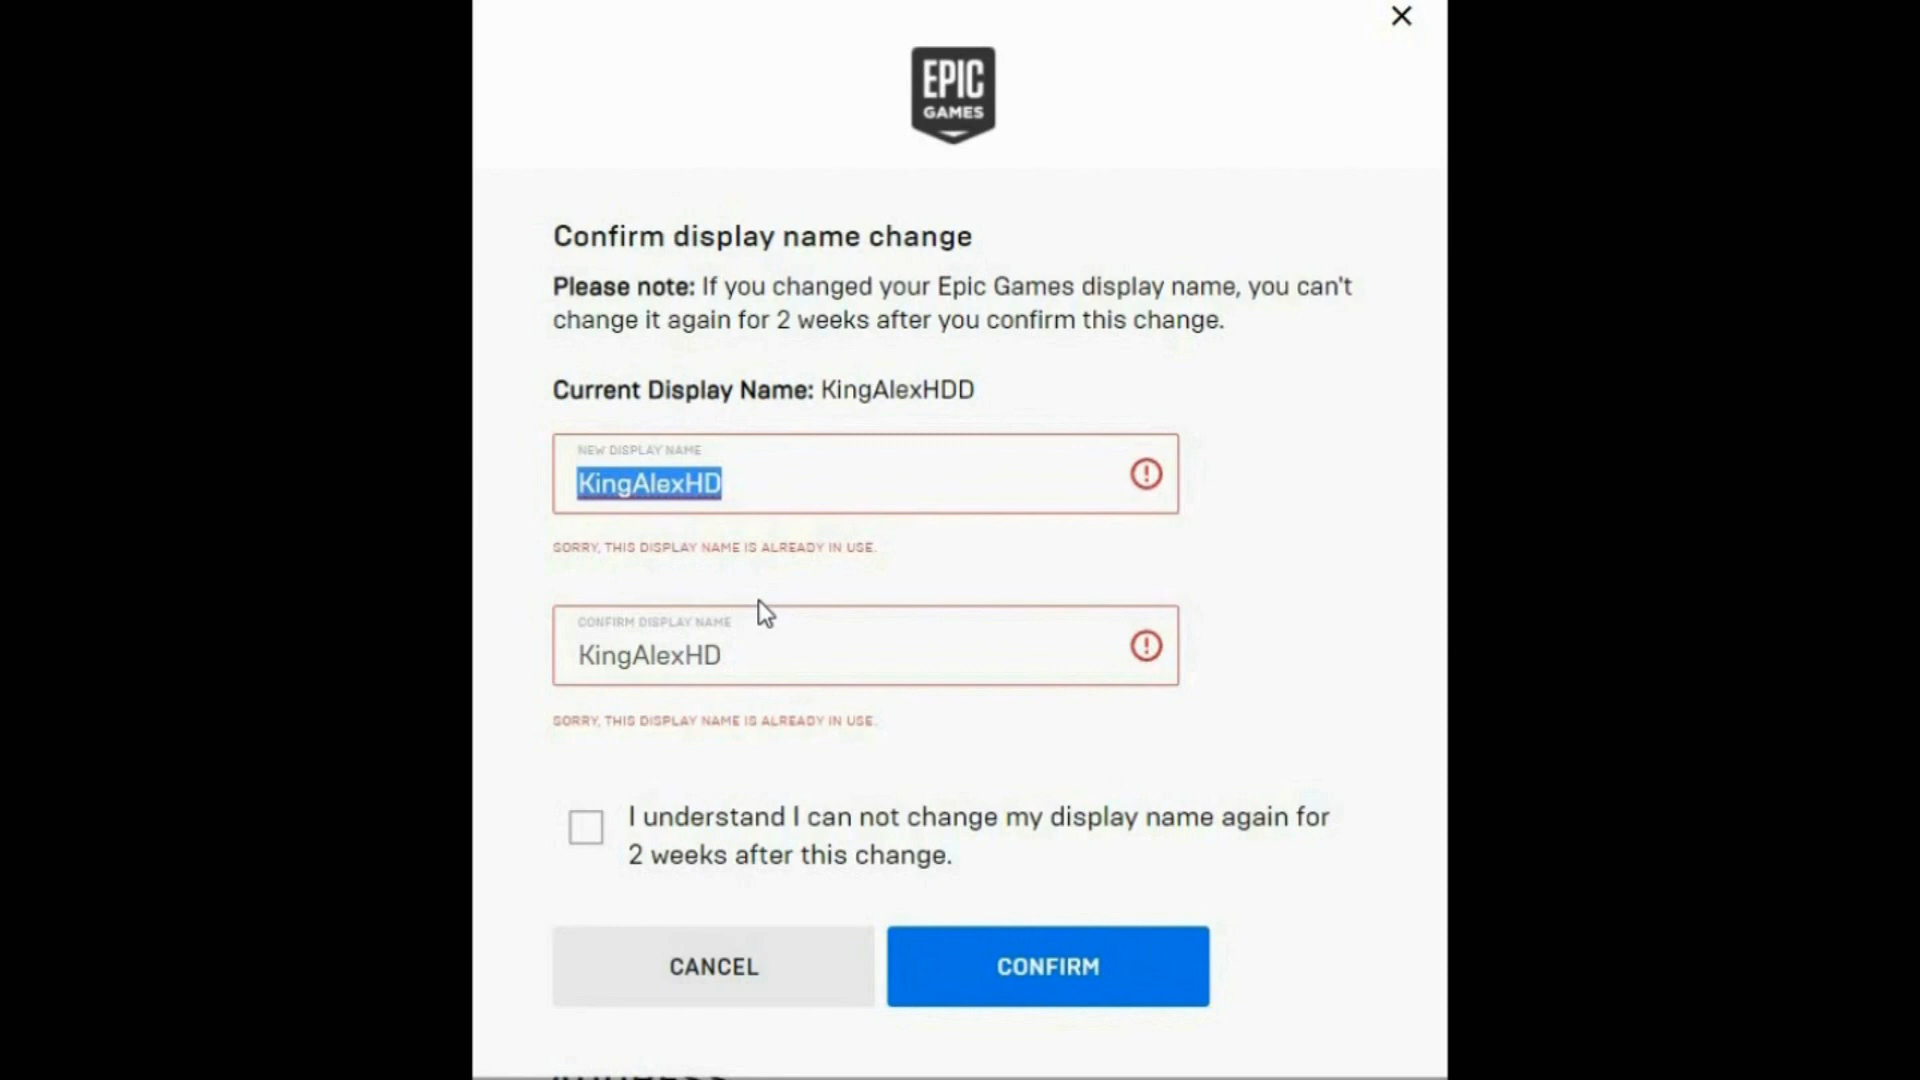 EPIC
GAMES
Confirm display name change
Please note: If you changed your Epic Games display name, you can't
change it again for 2 weeks after you confirm this change.
Current Display Name: KingAlexHDD
NEW DISPLAY NAME
KingAlexHD
SORRY, THIS DISPLAY NAME IS ALREADY IN USE.
CONFIRM DISPLAY NAME
KingAlexHD
SORRY, THIS DISPLAY NAME IS ALREADY IN USE.
I understand I can not change my display name again for
2 weeks after this change.
CANCEL
CONFIRM